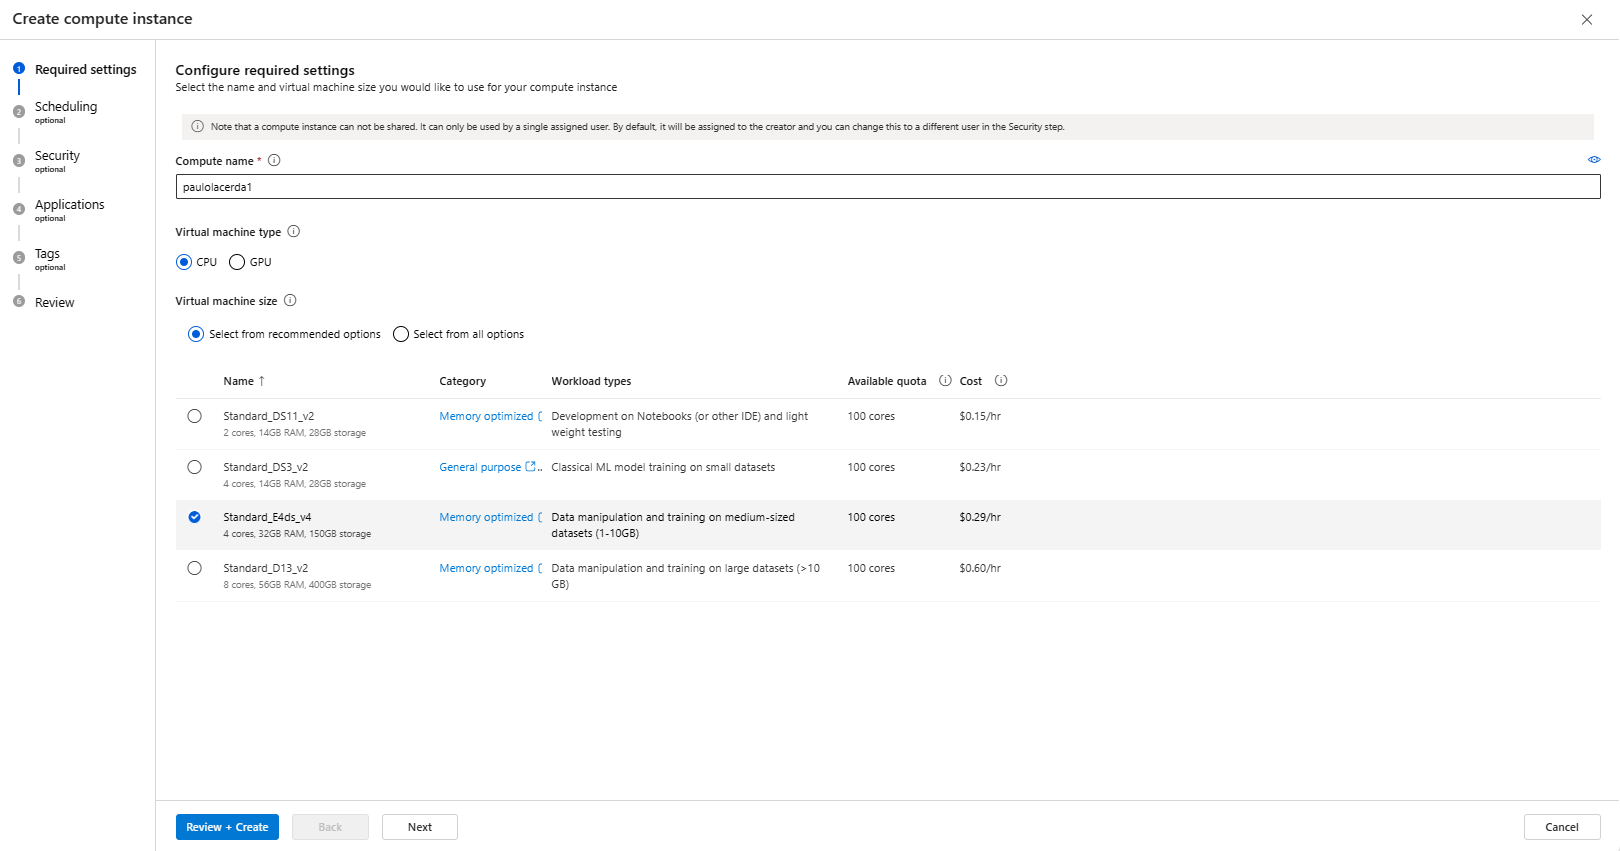 Create compute instance
1 Required settings
2 Scheduling
optional
3 Security
optional
4 Applications
optional
5 Tags
optional
6 Review
Configure required settings
Select the name and virtual machine size you would like to use for your compute instance
Note that a compute instance can not be shared. It can only be used by a single assigned user. By default, it will be assigned to the creator and you can change this to a different user in the Security step.
Compute name *
paulolacerda1
Virtual machine type
CPU GPU
Virtual machine size
Select from recommended options Select from all options
Name ↑ Category Workload types Available quota Cost
Standard_DS11_v2 Memory optimized Development on Notebooks (or other IDE) and light 100 cores $0.15/hr
2 cores, 14GB RAM, 28GB storage weight testing
Standard_DS3_v2 General purpose .. Classical ML model training on small datasets 100 cores $0.23/hr
4 cores, 14GB RAM, 28GB storage
Standard_E4ds_v4 Memory optimized Data manipulation and training on medium-sized 100 cores $0.29/hr
4 cores, 32GB RAM, 150GB storage datasets (1-10GB)
Standard_D13_v2 Memory optimized Data manipulation and training on large datasets (>10 100 cores $0.60/hr
8 cores, 56GB RAM, 400GB storage GB)
Review + Create Back Next Cancel